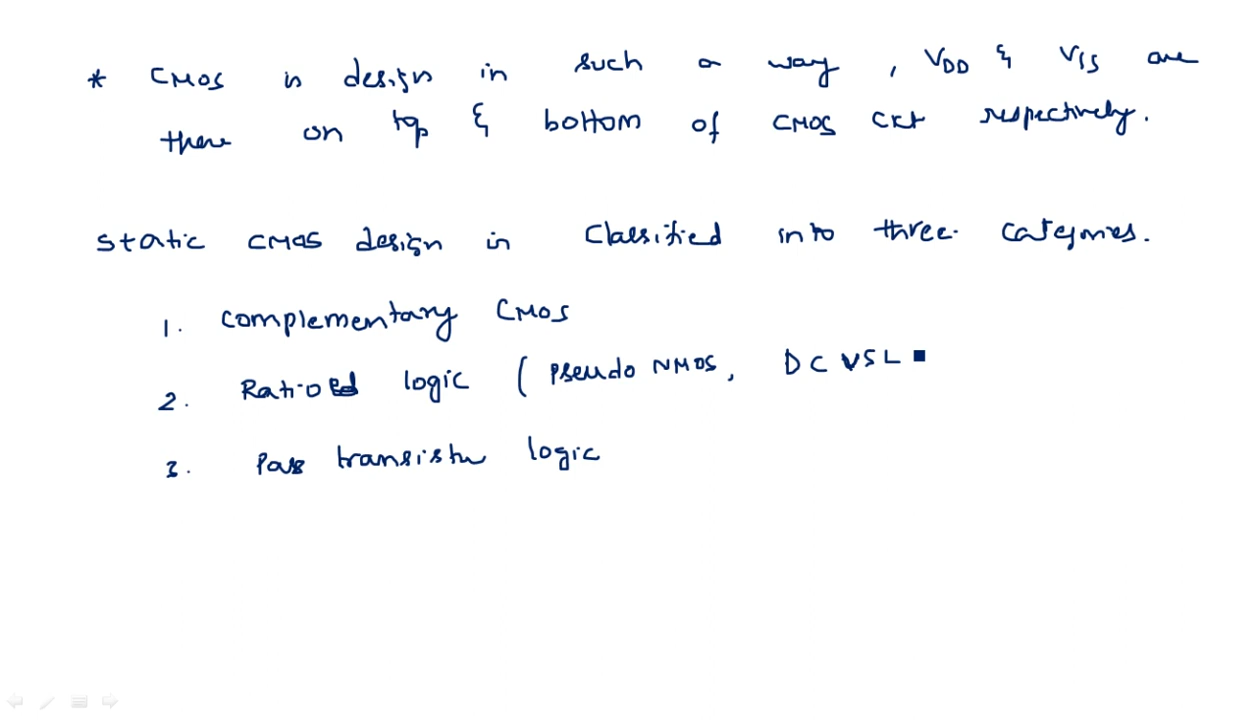 * CMOS is design in such a way, VDD & VSS are
there on top & bottom of CMOS CKT respectively.
Static CMOS design is classified into three categories.
1. Complementary CMOS
2. Ratioed logic (Pseudo NMOS, DCVSL
3. Pass transistor logic